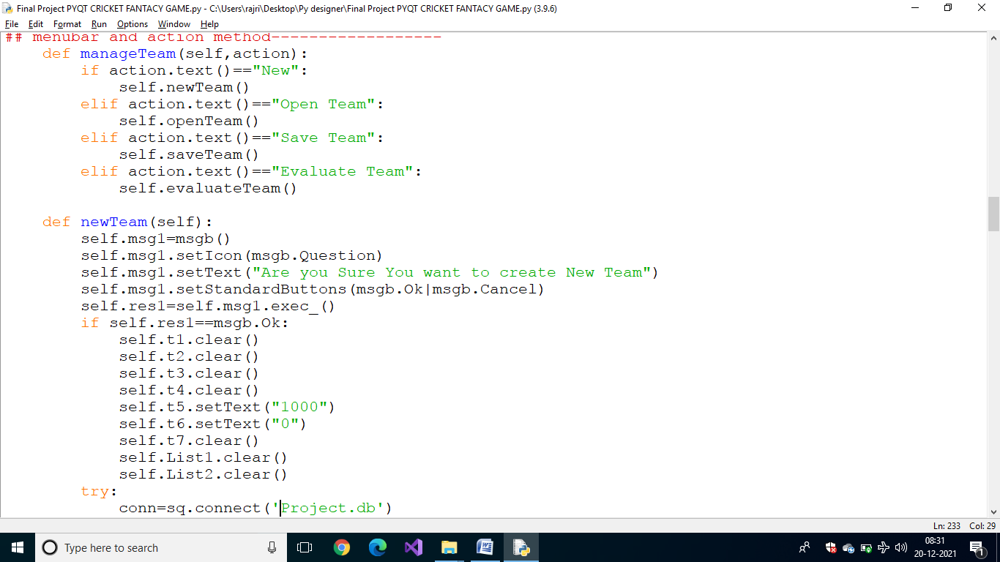 Final Project PYQT CRICKET FANTACY GAME.py - C:\Users\rajri\Desktop\Py designer\Final Project PYQT CRICKET FANTACY GAME.py (3.9.6)
File Edit Format Run Options Window Help
## menubar and action method------------------
    def manageTeam(self,action):
        if action.text()=="New":
            self.newTeam()
        elif action.text()=="Open Team":
            self.openTeam()
        elif action.text()=="Save Team":
            self.saveTeam()
        elif action.text()=="Evaluate Team":
            self.evaluateTeam()

    def newTeam(self):
        self.msg1=msgb()
        self.msg1.setIcon(msgb.Question)
        self.msg1.setText("Are you Sure You want to create New Team")
        self.msg1.setStandardButtons(msgb.Ok|msgb.Cancel)
        self.res1=self.msg1.exec_()
        if self.res1==msgb.Ok:
            self.t1.clear()
            self.t2.clear()
            self.t3.clear()
            self.t4.clear()
            self.t5.setText("1000")
            self.t6.setText("0")
            self.t7.clear()
            self.List1.clear()
            self.List2.clear()
        try:
            conn=sq.connect('Project.db')
Ln: 233 Col: 29
Type here to search
08:31
20-12-2021
1